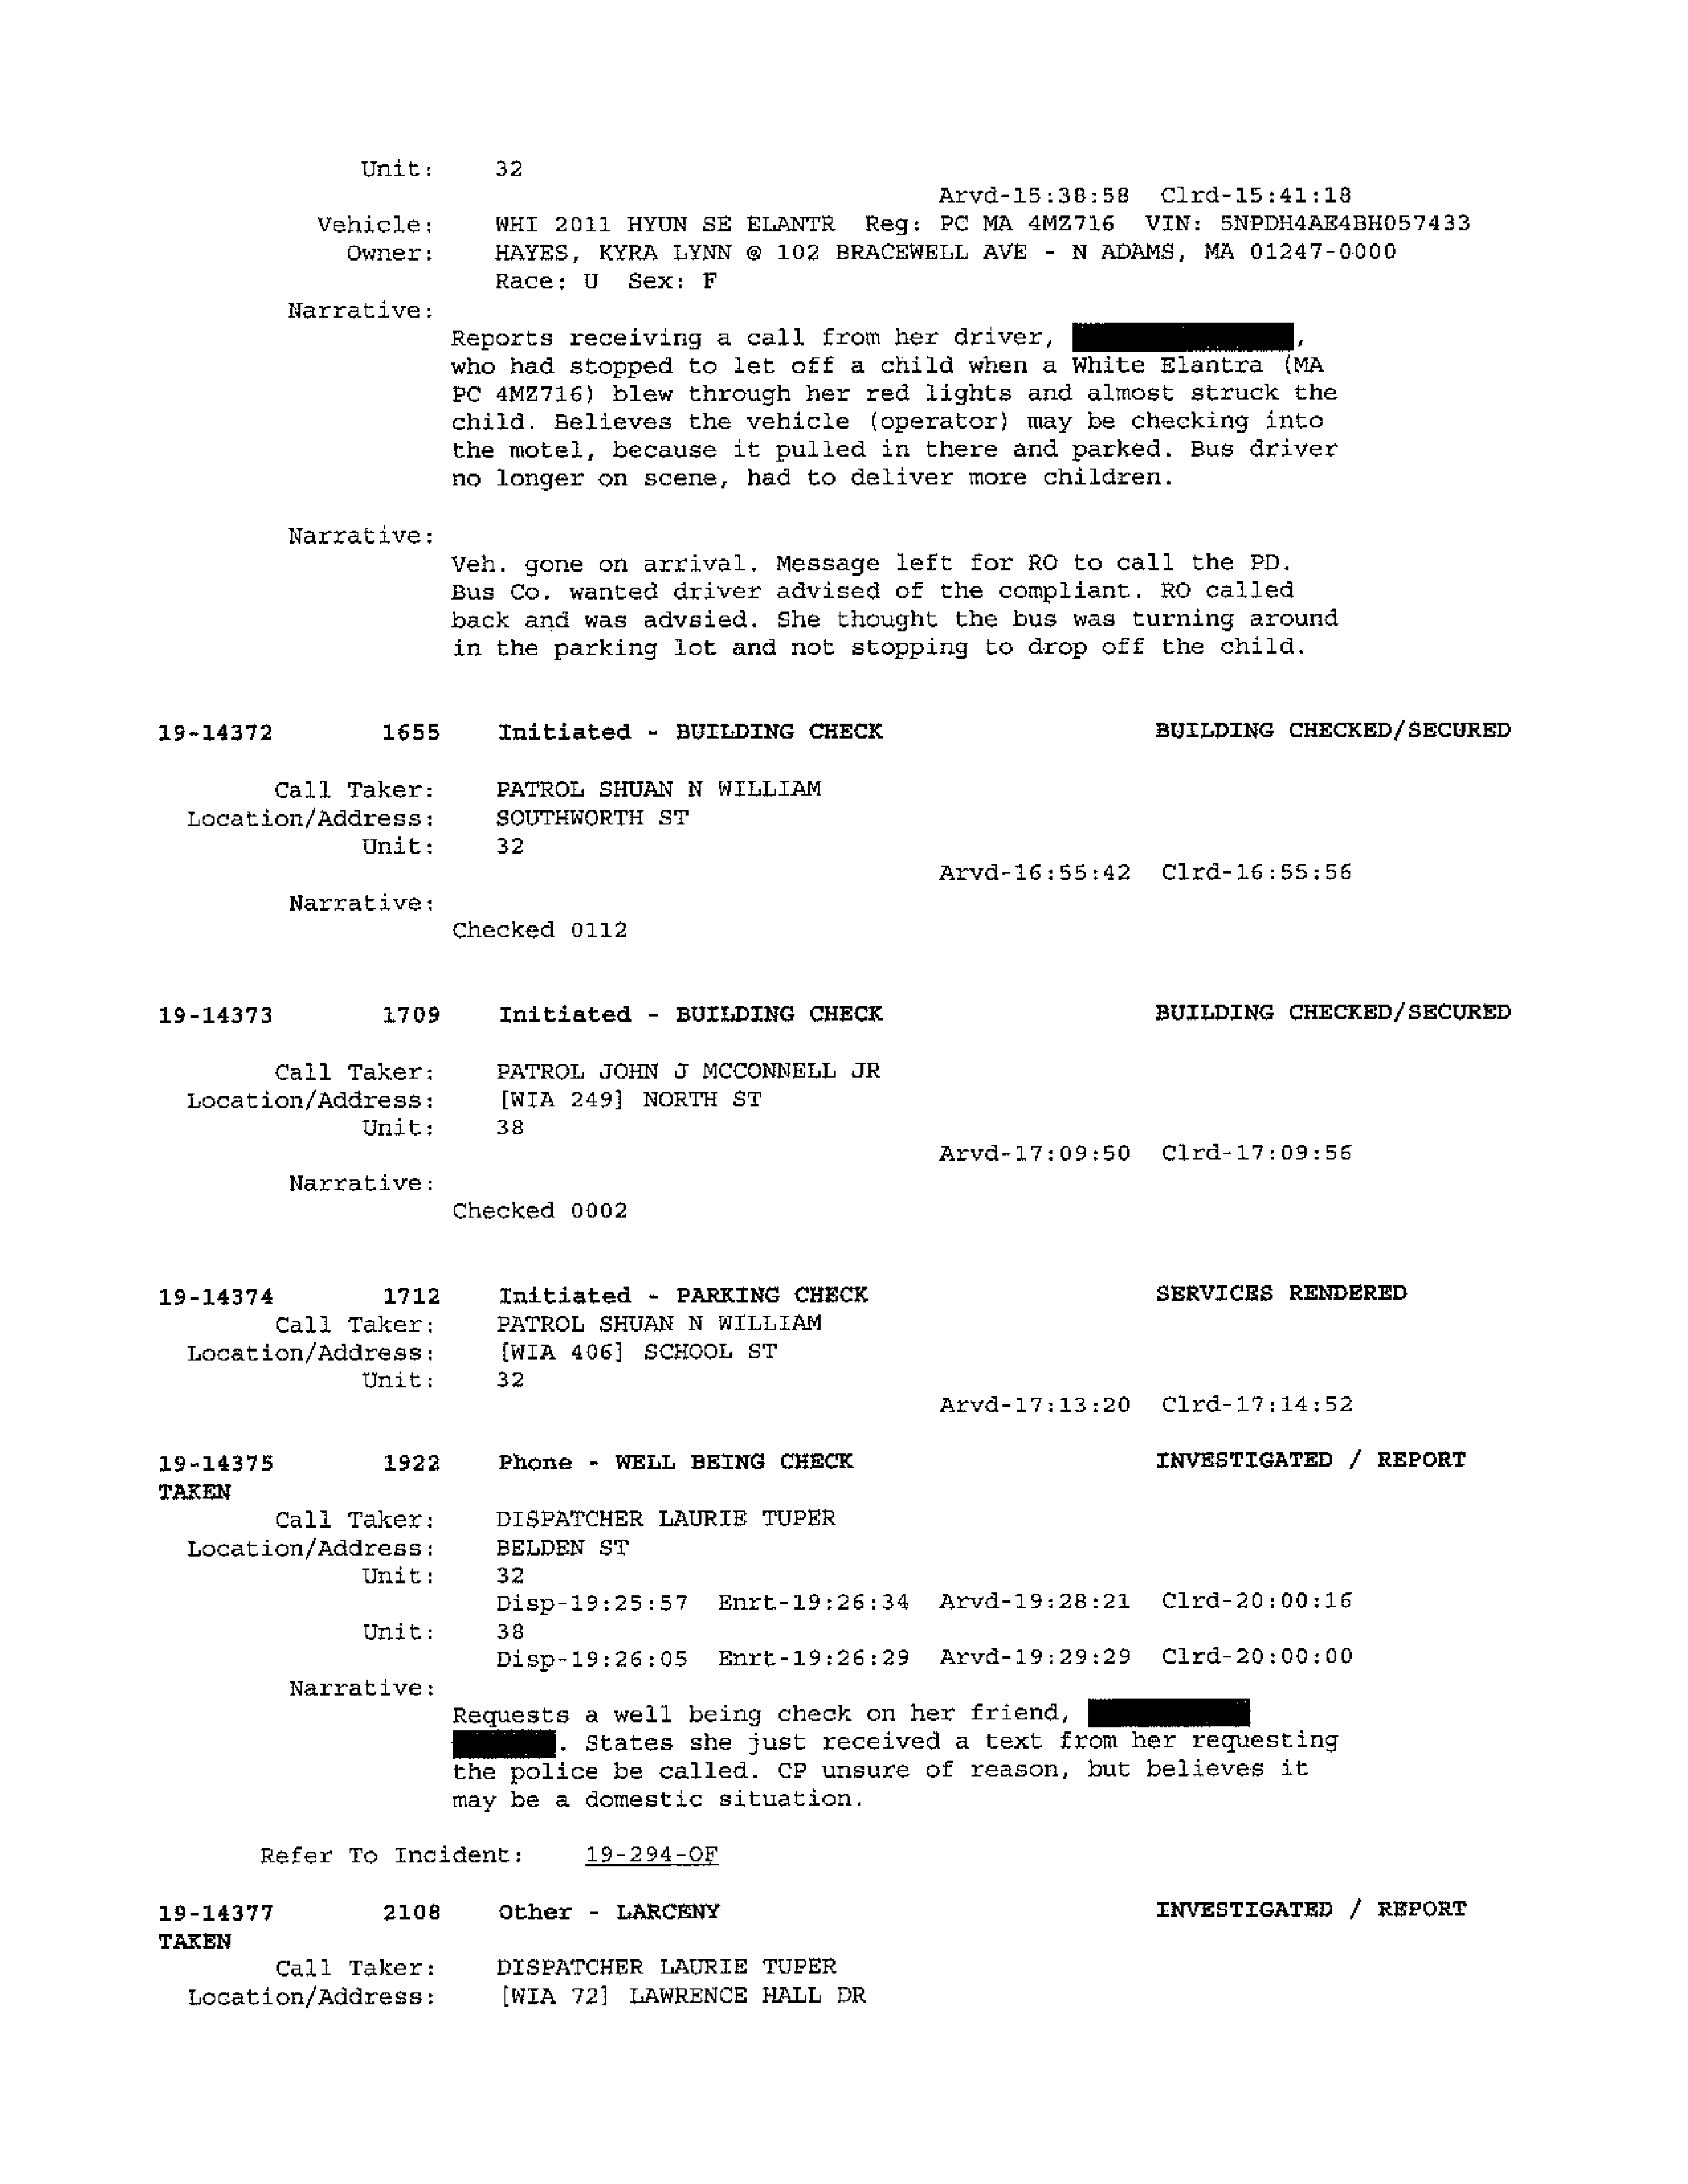 Unit: 32
Arvd-15:38:58 Clrd-15:41:18
Vehicle: WHI 2011 HYUN SE ELANTR Reg: PC MA 4MZ716 VIN: 5NPDH4AE4BH057433
Owner: HAYES, KYRA LYNN @ 102 BRACEWELL AVE - N ADAMS, MA 01247-0000
Race: U Sex: F
Narrative:
Reports receiving a call from her driver, ,
who had stopped to let off a child when a White Elantra (MA
PC 4MZ716) blew through her red lights and almost struck the
child. Believes the vehicle (operator) may be checking into
the motel, because it pulled in there and parked. Bus driver
no longer on scene, had to deliver more children.
Narrative:
Veh. gone on arrival. Message left for RO to call the PD.
Bus Co. wanted driver advised of the compliant. RO called
back and was advsied. She thought the bus was turning around
in the parking lot and not stopping to drop off the child.
19-14372 1655 Initiated - BUILDING CHECK BUILDING CHECKED/SECURED
Call Taker: PATROL SHUAN N WILLIAM
Location/Address: SOUTHWORTH ST
Unit: 32
Arvd-16:55:42 Clrd-16:55:56
Narrative:
Checked 0112
19-14373 1709 Initiated - BUILDING CHECK BUILDING CHECKED/SECURED
Call Taker: PATROL JOHN J MCCONNELL JR
Location/Address: [WIA 249] NORTH ST
Unit: 38
Arvd-17:09:50 Clrd-17:09:56
Narrative:
Checked 0002
19-14374 1712 Initiated - PARKING CHECK SERVICES RENDERED
Call Taker: PATROL SHUAN N WILLIAM
Location/Address: [WIA 406] SCHOOL ST
Unit: 32
Arvd-17:13:20 Clrd-17:14:52
19-14375 1922 Phone - WELL BEING CHECK INVESTIGATED / REPORT
TAKEN
Call Taker: DISPATCHER LAURIE TUPER
Location/Address: BELDEN ST
Unit: 32
Disp-19:25:57 Enrt-19:26:34 Arvd-19:28:21 Clrd-20:00:16
Unit: 38
Disp-19:26:05 Enrt-19:26:29 Arvd-19:29:29 Clrd-20:00:00
Narrative:
Requests a well being check on her friend,
. States she just received a text from her requesting
the police be called. CP unsure of reason, but believes it
may be a domestic situation.
Refer To Incident: 19-294-OF
19-14377 2108 Other - LARCENY INVESTIGATED / REPORT
TAKEN
Call Taker: DISPATCHER LAURIE TUPER
Location/Address: [WIA 72] LAWRENCE HALL DR